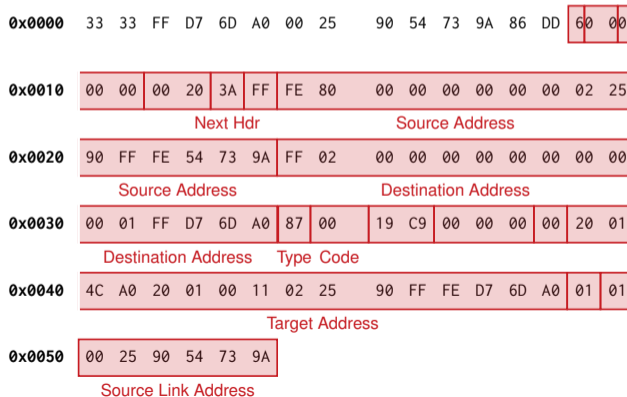 0x0000 33 33 FF D7 6D A0 00 25 90 54 73 9A 86 DD 60 00
0x0010 00 00 00 20 3A FF FE 80 00 00 00 00 00 00 02 25
Next Hdr Source Address
0x0020 90 FF FE 54 73 9A FF 02 00 00 00 00 00 00 00 00
Source Address Destination Address
0x0030 00 01 FF D7 6D A0 87 00 19 C9 00 00 00 00 20 01
Destination Address Type Code
0x0040 4C A0 20 01 00 11 02 25 90 FF FE D7 6D A0 01 01
Target Address
0x0050 00 25 90 54 73 9A
Source Link Address